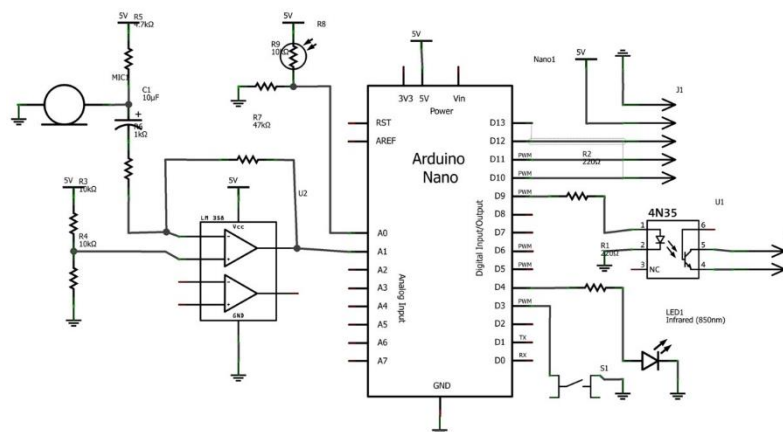 5V
R5
4.7kΩ
MIC1
C1
10µF
+
R6
1kΩ
5V
R3
10kΩ
R4
10kΩ
5V
R8
R9
10kΩ
R7
47kΩ
5V
U2
LM 358
Vcc
-
+
-
+
GND
5V
3V3
5V
Vin
Power
RST
AREF
Arduino
Nano
A0
A1
A2
A3
A4
A5
A6
A7
Analog Input
Digital Input/Output
D13
D12
D11
D10
D9
D8
D7
D6
D5
D4
D3
D2
D1
D0
PWM
PWM
PWM
PWM
PWM
PWM
TX
RX
GND
Nano1
5V
J1
R2
220Ω
U1
4N35
1
2
3
NC
6
5
4
R1
220Ω
LED1
Infrared (850nm)
S1